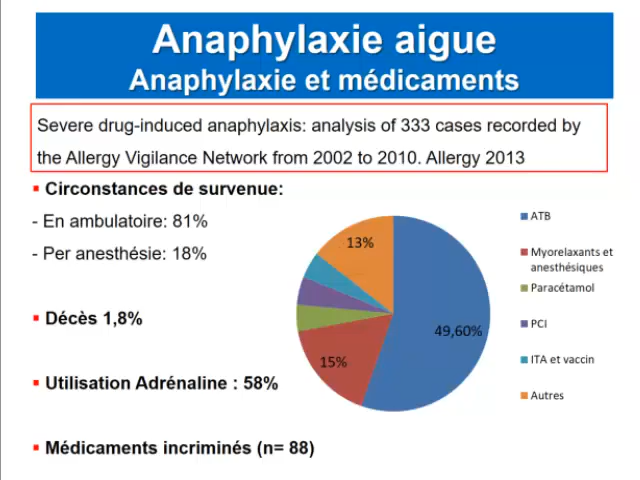 Anaphylaxie aigue
Anaphylaxie et médicaments
Severe drug-induced anaphylaxis: analysis of 333 cases recorded by
the Allergy Vigilance Network from 2002 to 2010. Allergy 2013
▪ Circonstances de survenue:
- En ambulatoire: 81%
- Per anesthésie: 18%
▪ Décès 1,8%
▪ Utilisation Adrénaline : 58%
▪ Médicaments incriminés (n= 88)
13%
49,60%
15%
ATB
Myorelaxants et
anesthésiques
Paracétamol
PCI
ITA et vaccin
Autres